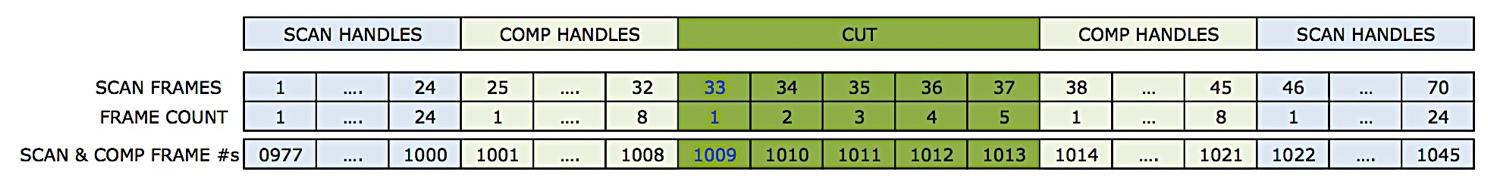 SCAN HANDLES COMP HANDLES CUT COMP HANDLES SCAN HANDLES
SCAN FRAMES 1 .... 24 25 .... 32 33 34 35 36 37 38 ... 45 46 ... 70
FRAME COUNT 1 .... 24 1 .... 8 1 2 3 4 5 1 ... 8 1 ... 24
SCAN & COMP FRAME #s 0977 .... 1000 1001 .... 1008 1009 1010 1011 1012 1013 1014 .... 1021 1022 .... 1045